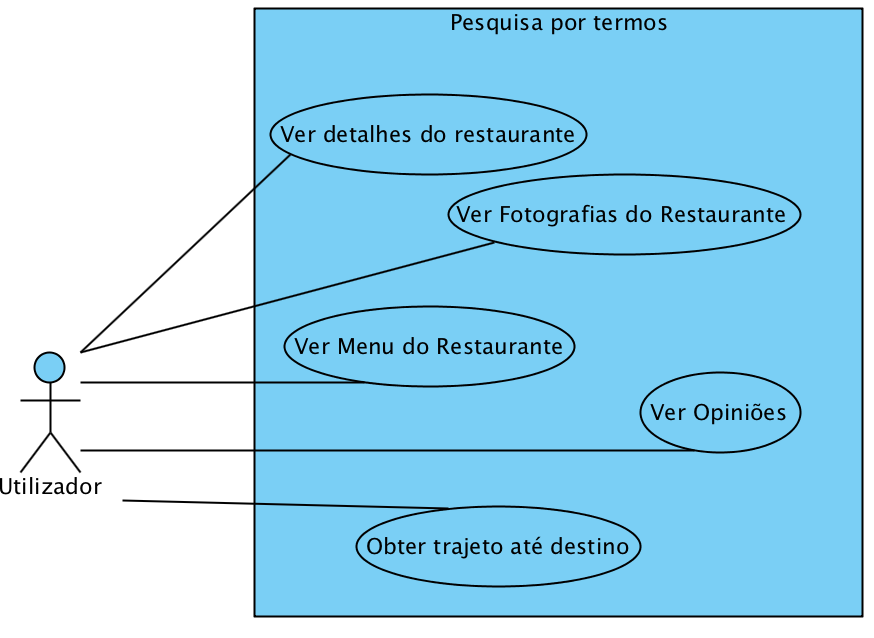 Pesquisa por termos
Ver detalhes do restaurante
Ver Fotografias do Restaurante
Ver Menu do Restaurante
Ver Opiniões
Utilizador
Obter trajeto até destino